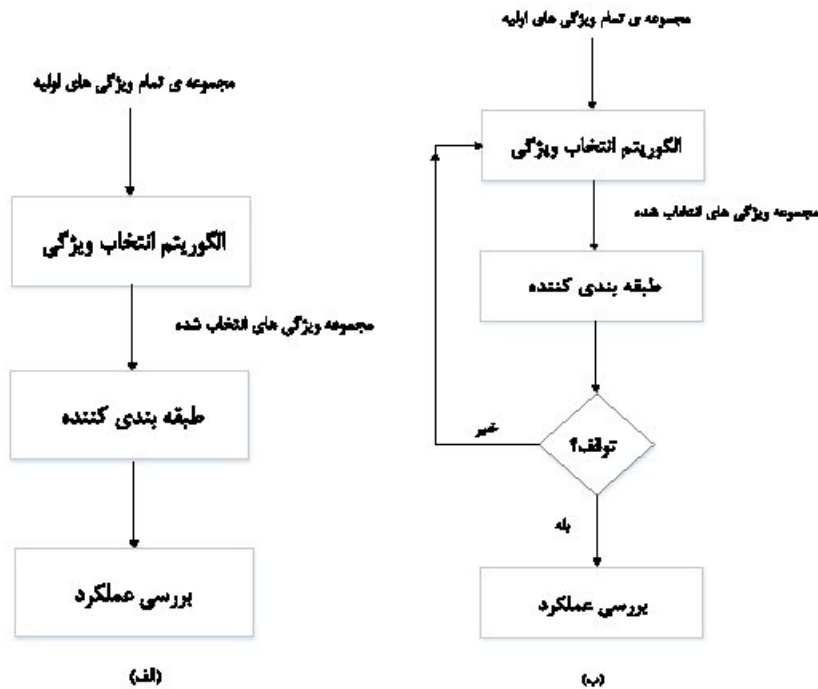 مجموعه ی تمام ویژگی های اولیه
الگوریتم انتخاب ویژگی
مجموعه ویژگی های انتخاب شده
طبقه بندی کننده
بررسی عملکرد
(الف)
مجموعه ی تمام ویژگی های اولیه
الگوریتم انتخاب ویژگی
مجموعه ویژگی های انتخاب شده
طبقه بندی کننده
توقف؟
خیر
بله
بررسی عملکرد
(ب)